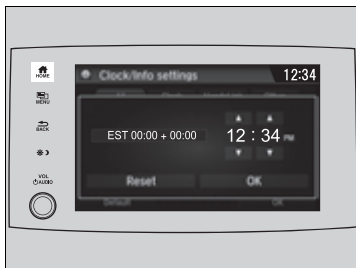 HOME
MENU
BACK
VOL
AUDIO
Clock/Info settings 12:34
EST 00:00 + 00:00
12 : 34 PM
Reset OK
Default OK